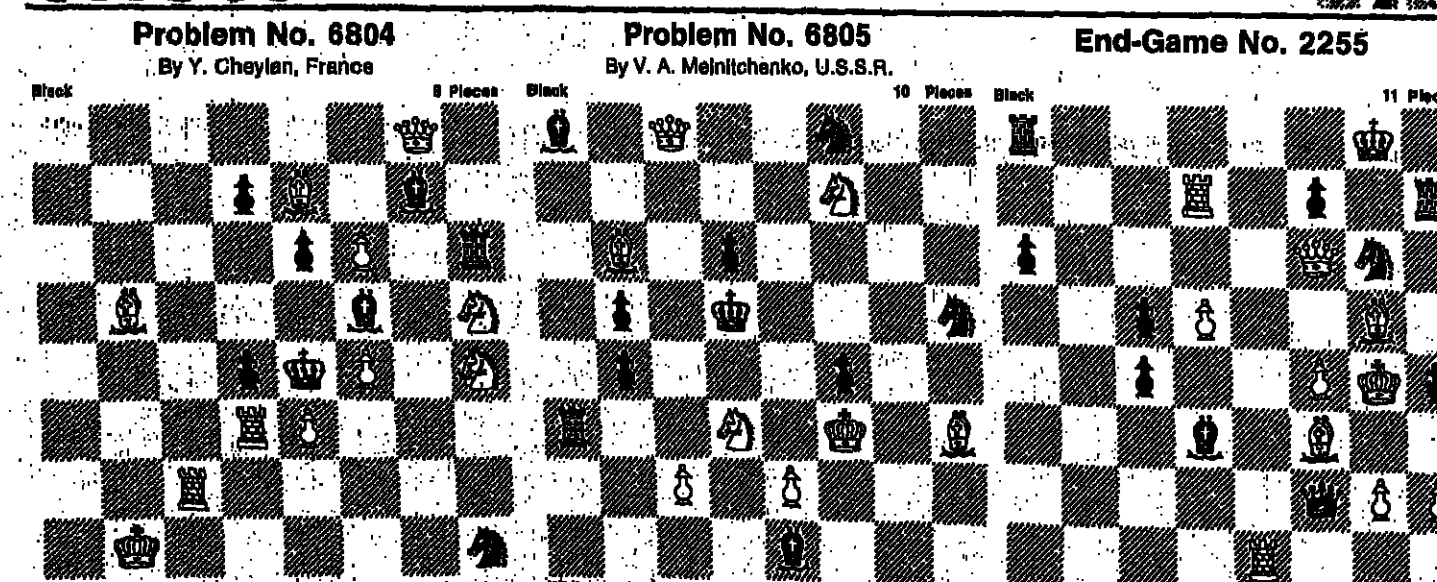 Problem No. 6804
By Y. Cheylan, France
Black
8 Pieces
Problem No. 6805
By V. A. Melnitchenko, U.S.S.R.
Black
10 Pieces
End-Game No. 2255
Black
11